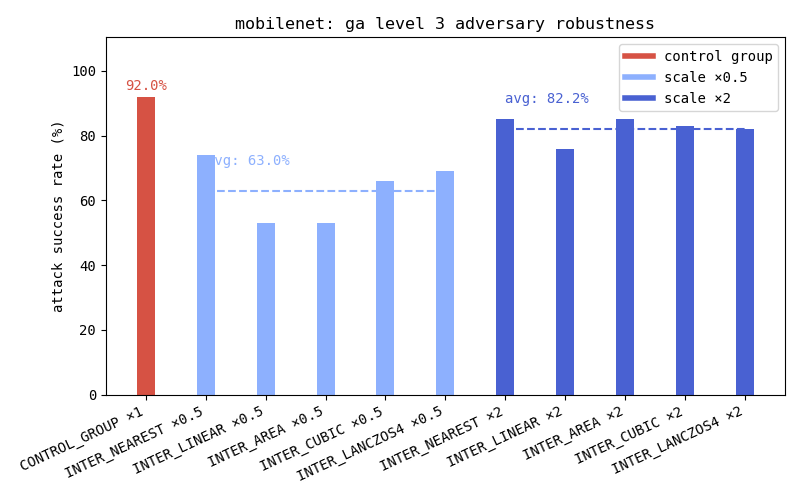 mobilenet: ga level 3 adversary robustness
attack success rate (%)
100
80
60
40
20
0
92.0%
vg: 63.0%
avg: 82.2%
control group
scale ×0.5
scale ×2
CONTROL_GROUP ×1
INTER_NEAREST ×0.5
INTER_LINEAR ×0.5
INTER_AREA ×0.5
INTER_CUBIC ×0.5
INTER_LANCZOS4 ×0.5
INTER_NEAREST ×2
INTER_LINEAR ×2
INTER_AREA ×2
INTER_CUBIC ×2
INTER_LANCZOS4 ×2